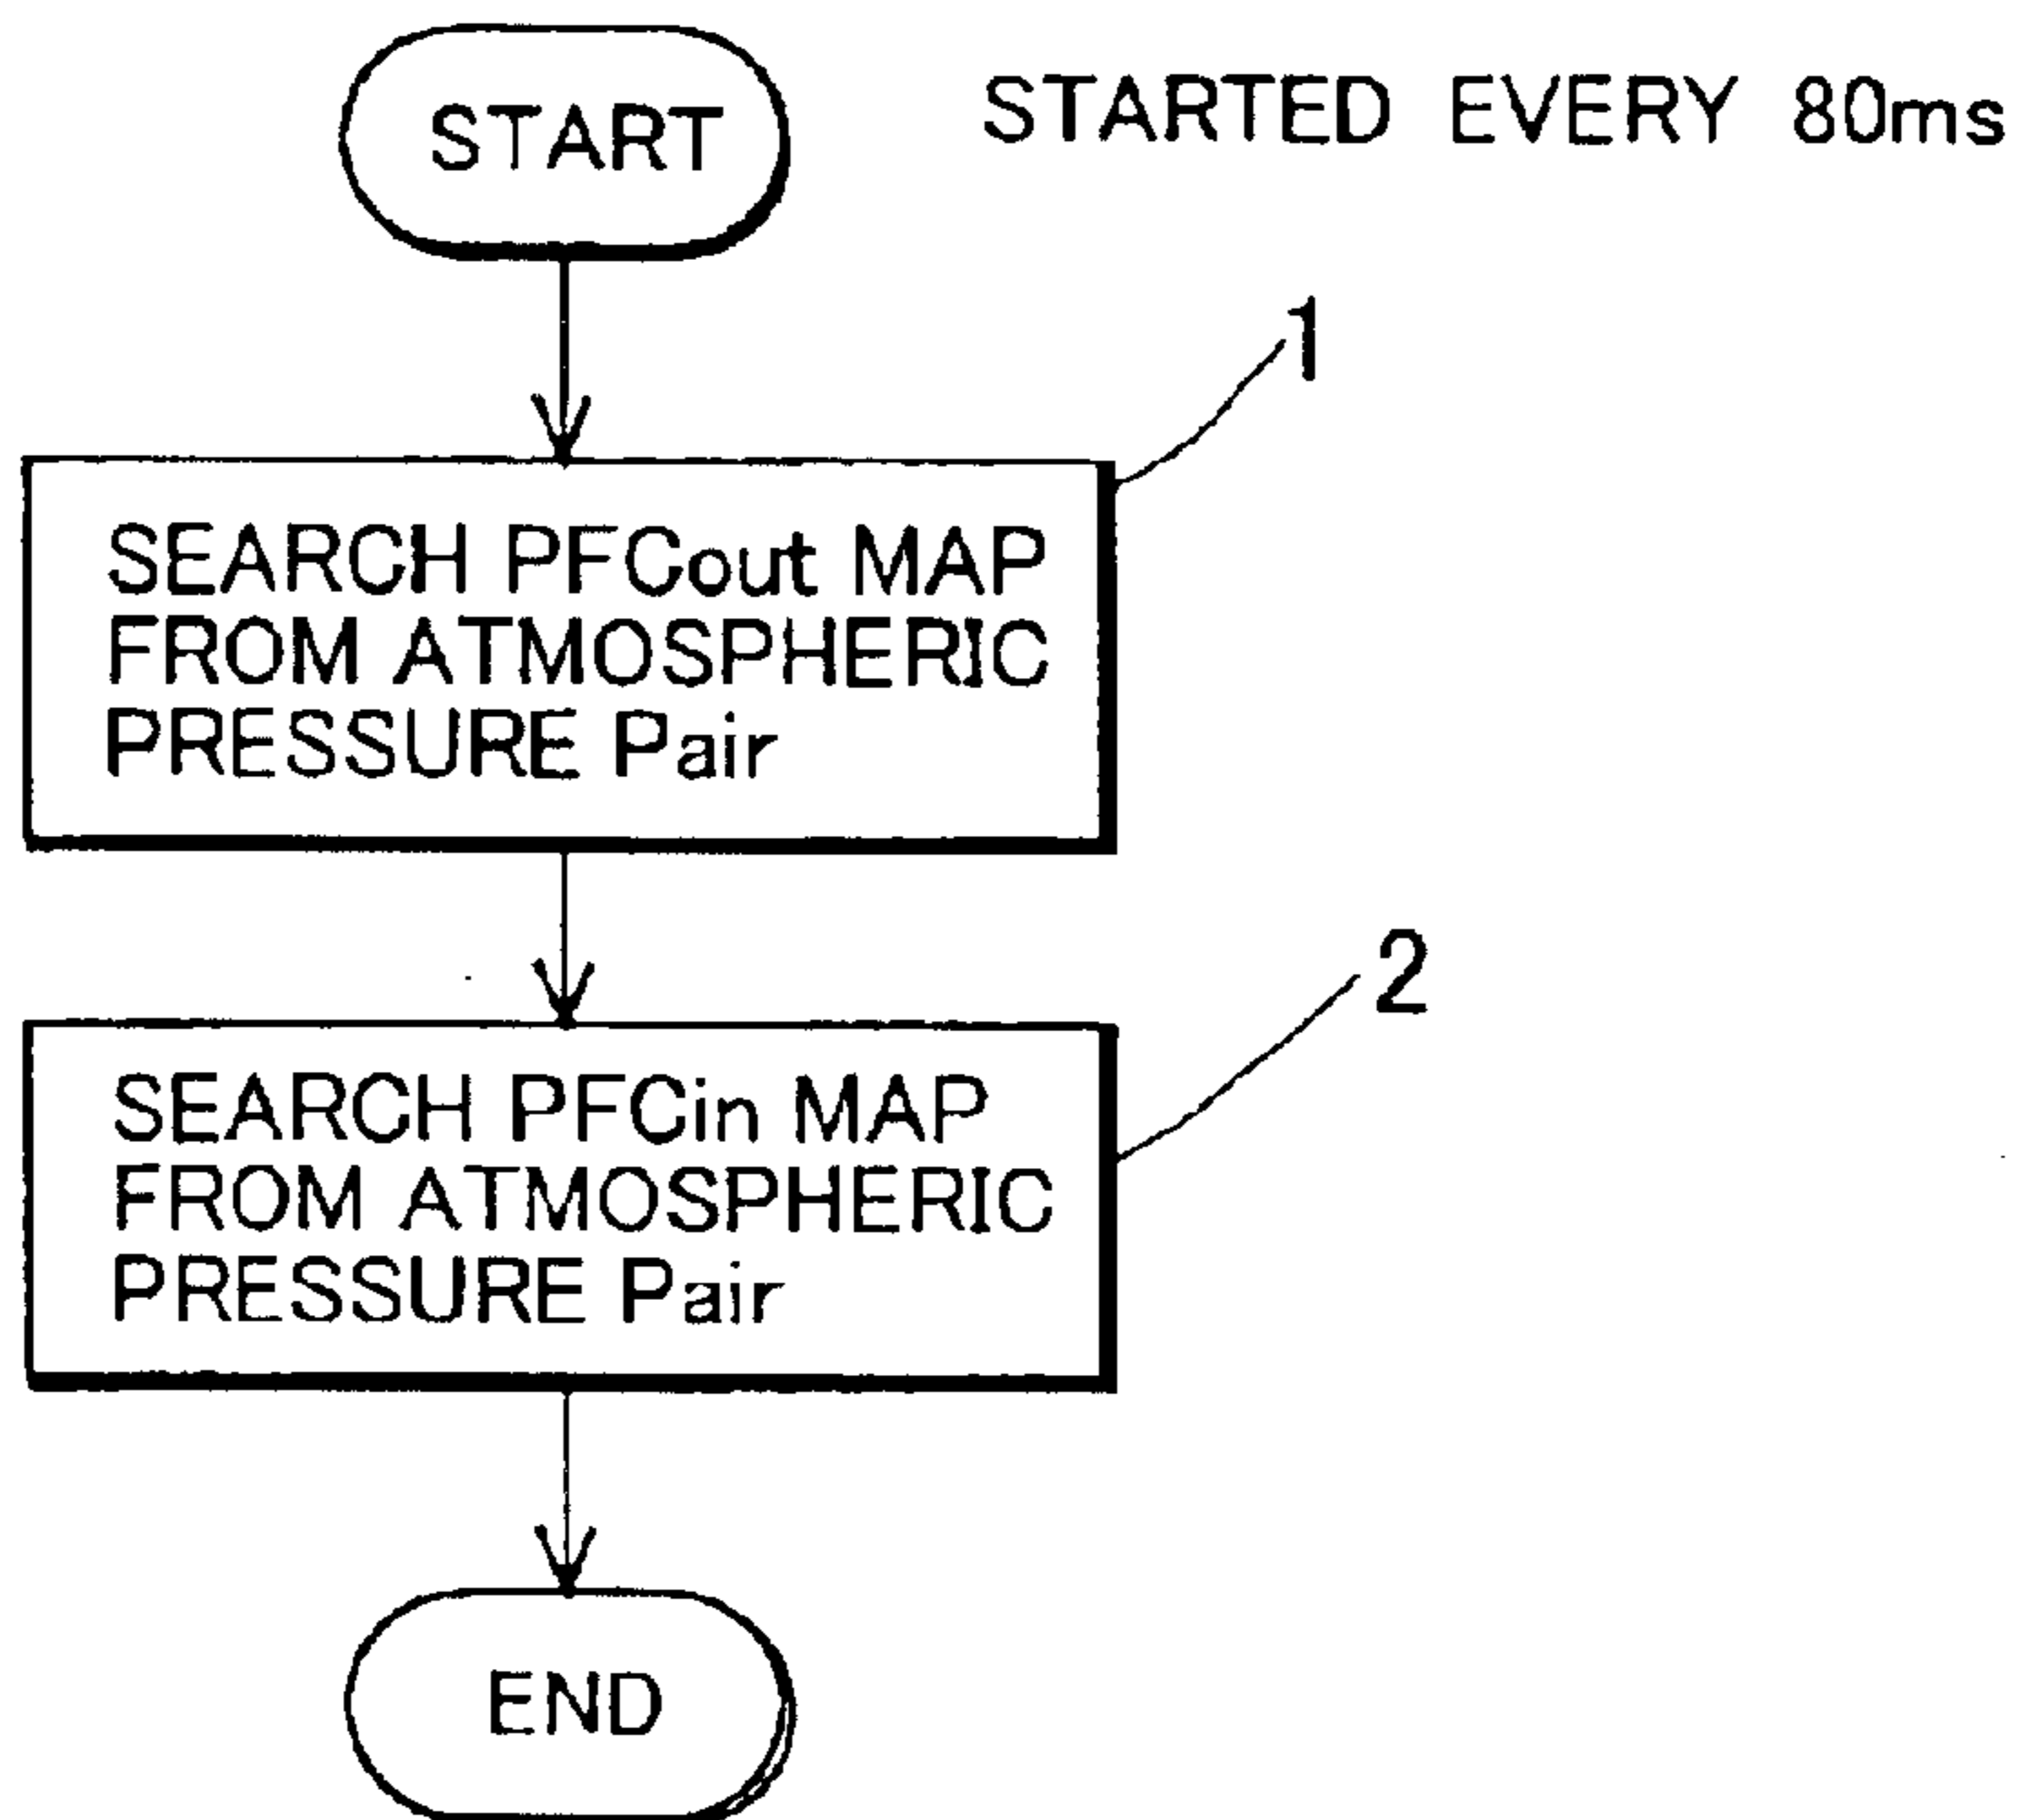 START
STARTED EVERY 80ms
1
SEARCH PFCout MAP
FROM ATMOSPHERIC
PRESSURE Pair
2
SEARCH PFCin MAP
FROM ATMOSPHERIC
PRESSURE Pair
END